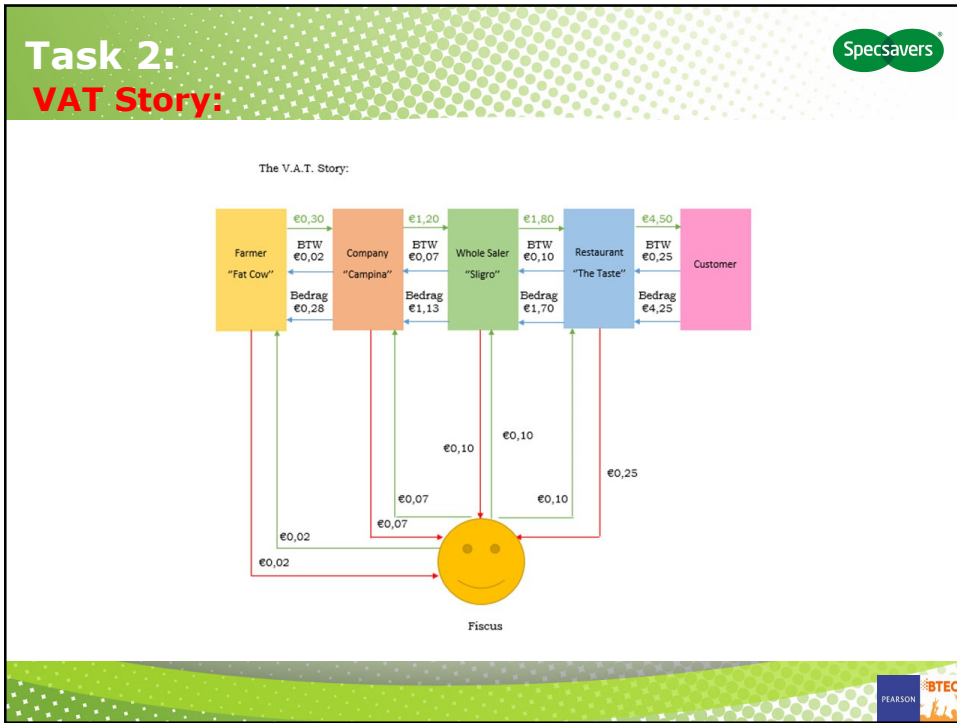 Task 2:
VAT Story:
Specsavers®
The V.A.T. Story:
€0,30
€1,20
€1,80
€4,50
Farmer
"Fat Cow"
BTW
€0,02
Bedrag
€0,28
Company
"Campina"
BTW
€0,07
Bedrag
€1,13
Whole Saler
"Sligro"
BTW
€0,10
Bedrag
€1,70
Restaurant
"The Taste"
BTW
€0,25
Bedrag
€4,25
Customer
€0,10
€0,10
€0,25
€0,07
€0,10
€0,07
€0,02
€0,02
Fiscus
PEARSON
BTEC